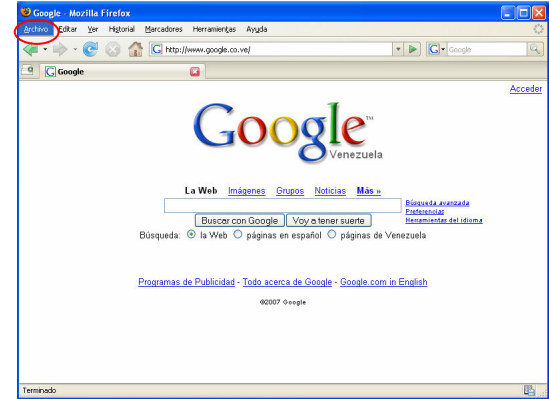 Google - Mozilla Firefox
Archivo Editar Ver Historial Marcadores Herramientas Ayuda
http://www.google.co.ve/ Google
Google
Acceder
Google™
Venezuela
La Web Imágenes Grupos Noticias Más »
Búsqueda avanzada
Preferencias
Buscar con Google Voy a tener suerte Herramientas del idioma
Búsqueda: la Web páginas en español páginas de Venezuela
Programas de Publicidad - Todo acerca de Google - Google.com in English
©2007 Google
Terminado